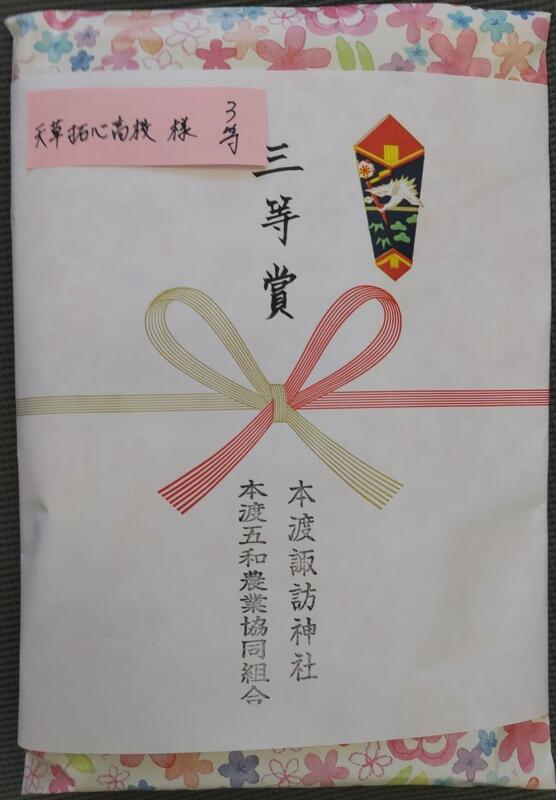 天草拓心高校 様 3等
三等賞
本渡諏訪神社
本渡五和農業協同組合